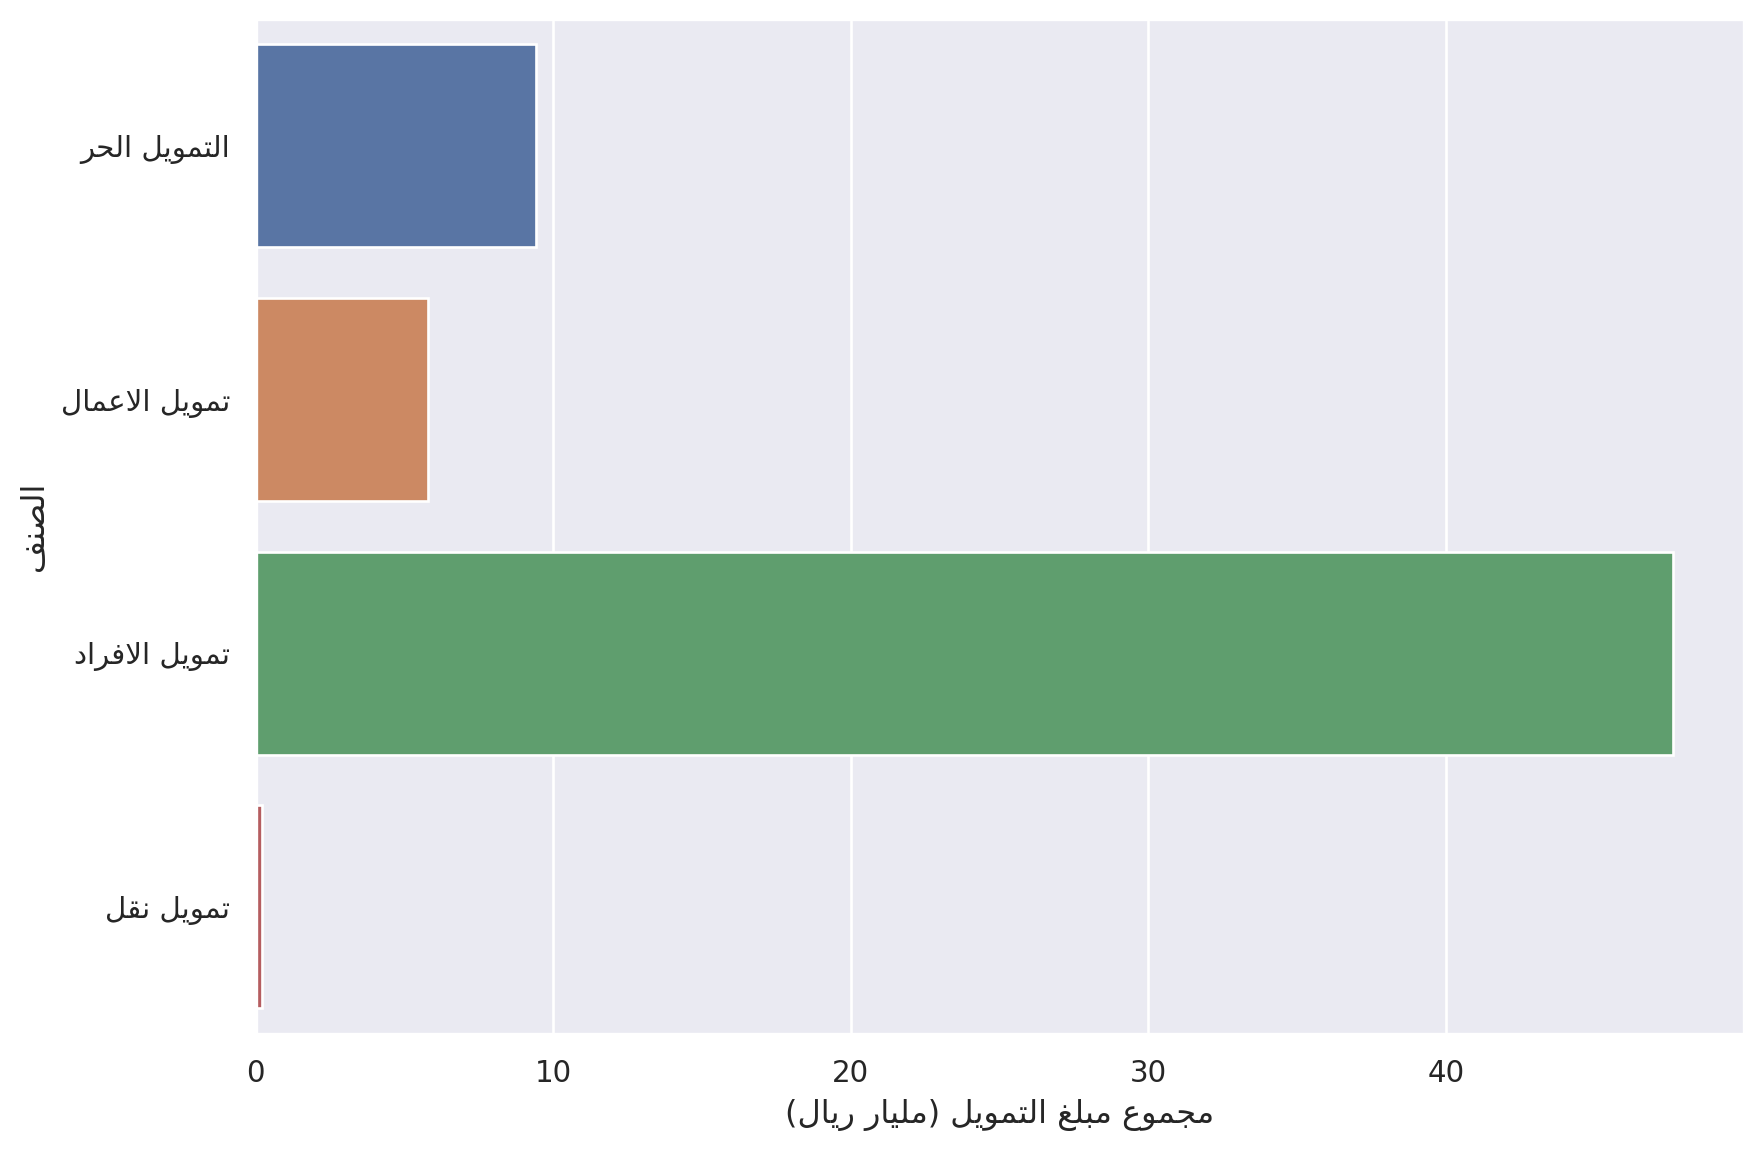 التمويل الحر
تمويل الاعمال
تمويل الافراد
تمويل نقل
الصنف
0 10 20 30 40
مجموع مبلغ التمويل (مليار ريال)